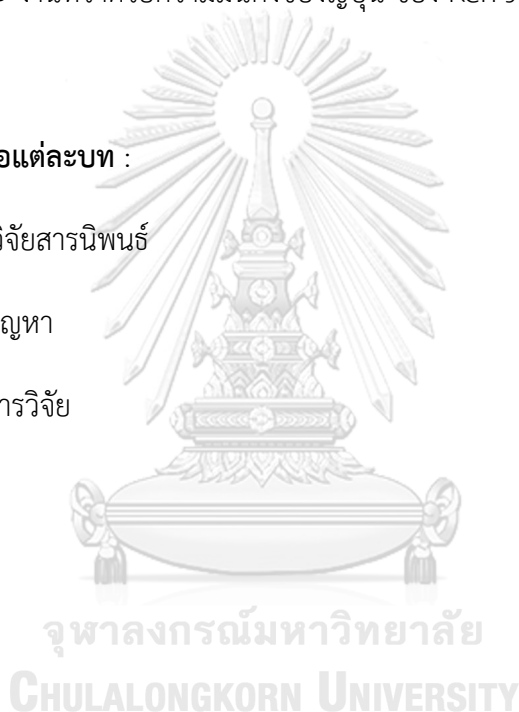 อแต่ละบท :
วิจัยสารนิพนธ์
ญหา
ารวิจัย
จุฬาลงกรณ์มหาวิทยาลัย
CHULALONGKORN UNIVERSITY